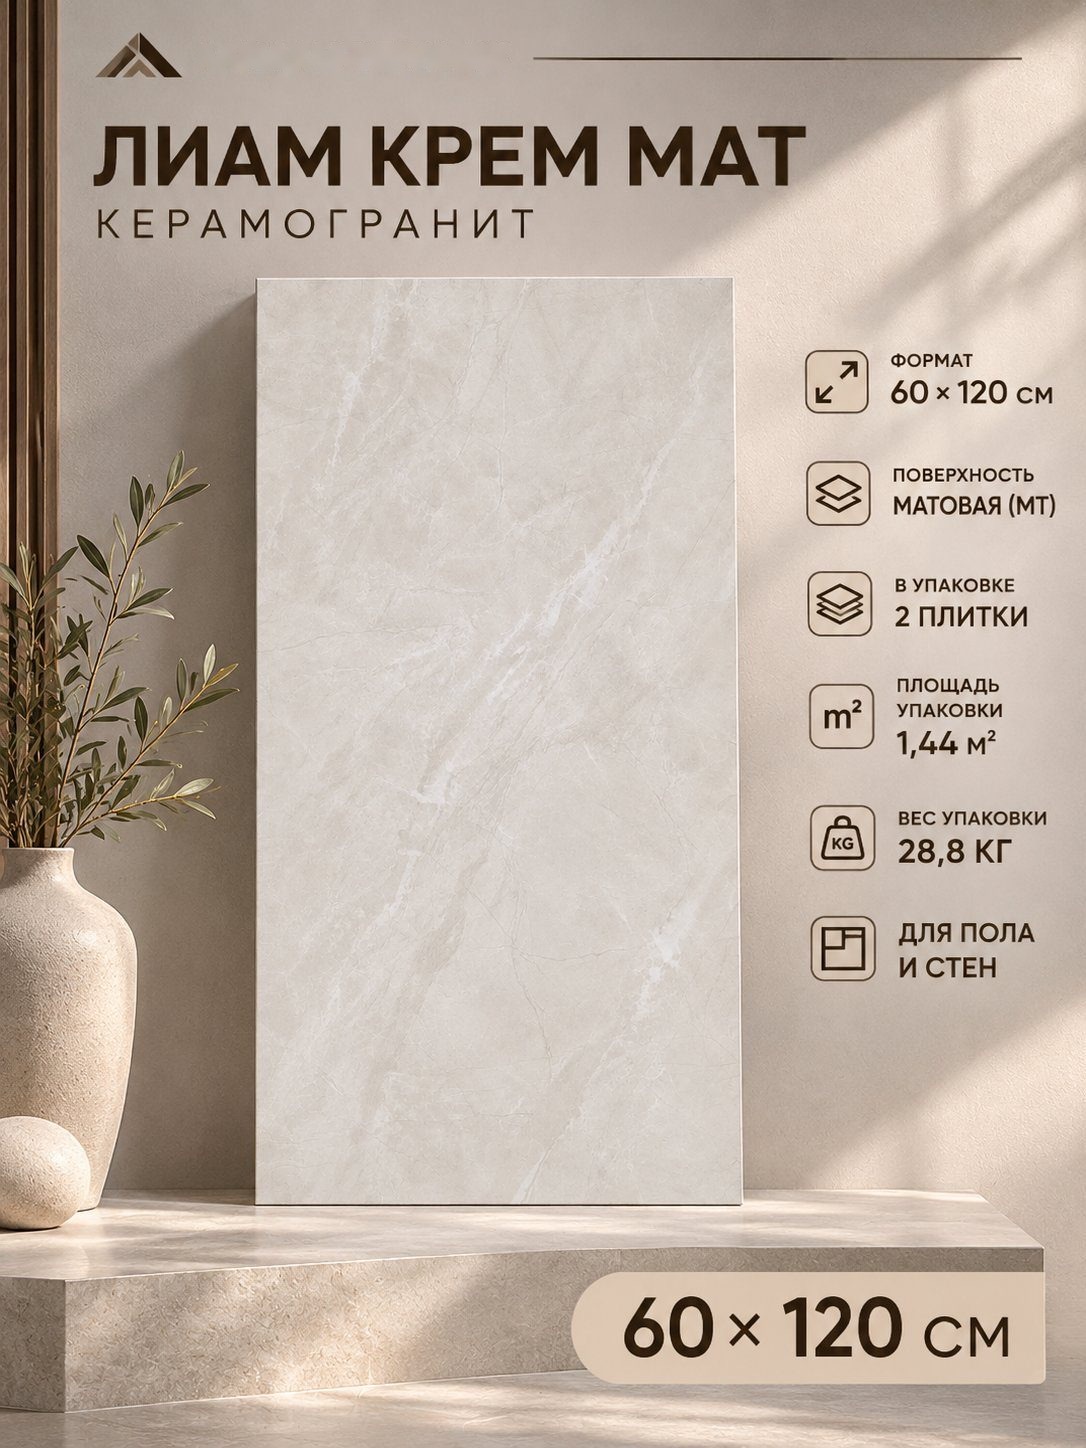 ЛИАМ КРЕМ МАТ
КЕРАМОГРАНИТ
ФОРМАТ
60 × 120 см
ПОВЕРХНОСТЬ
МАТОВАЯ (МТ)
В УПАКОВКЕ
2 ПЛИТКИ
m²
ПЛОЩАДЬ
УПАКОВКИ
1,44 м²
KG
ВЕС УПАКОВКИ
28,8 КГ
ДЛЯ ПОЛА
И СТЕН
60 × 120 см